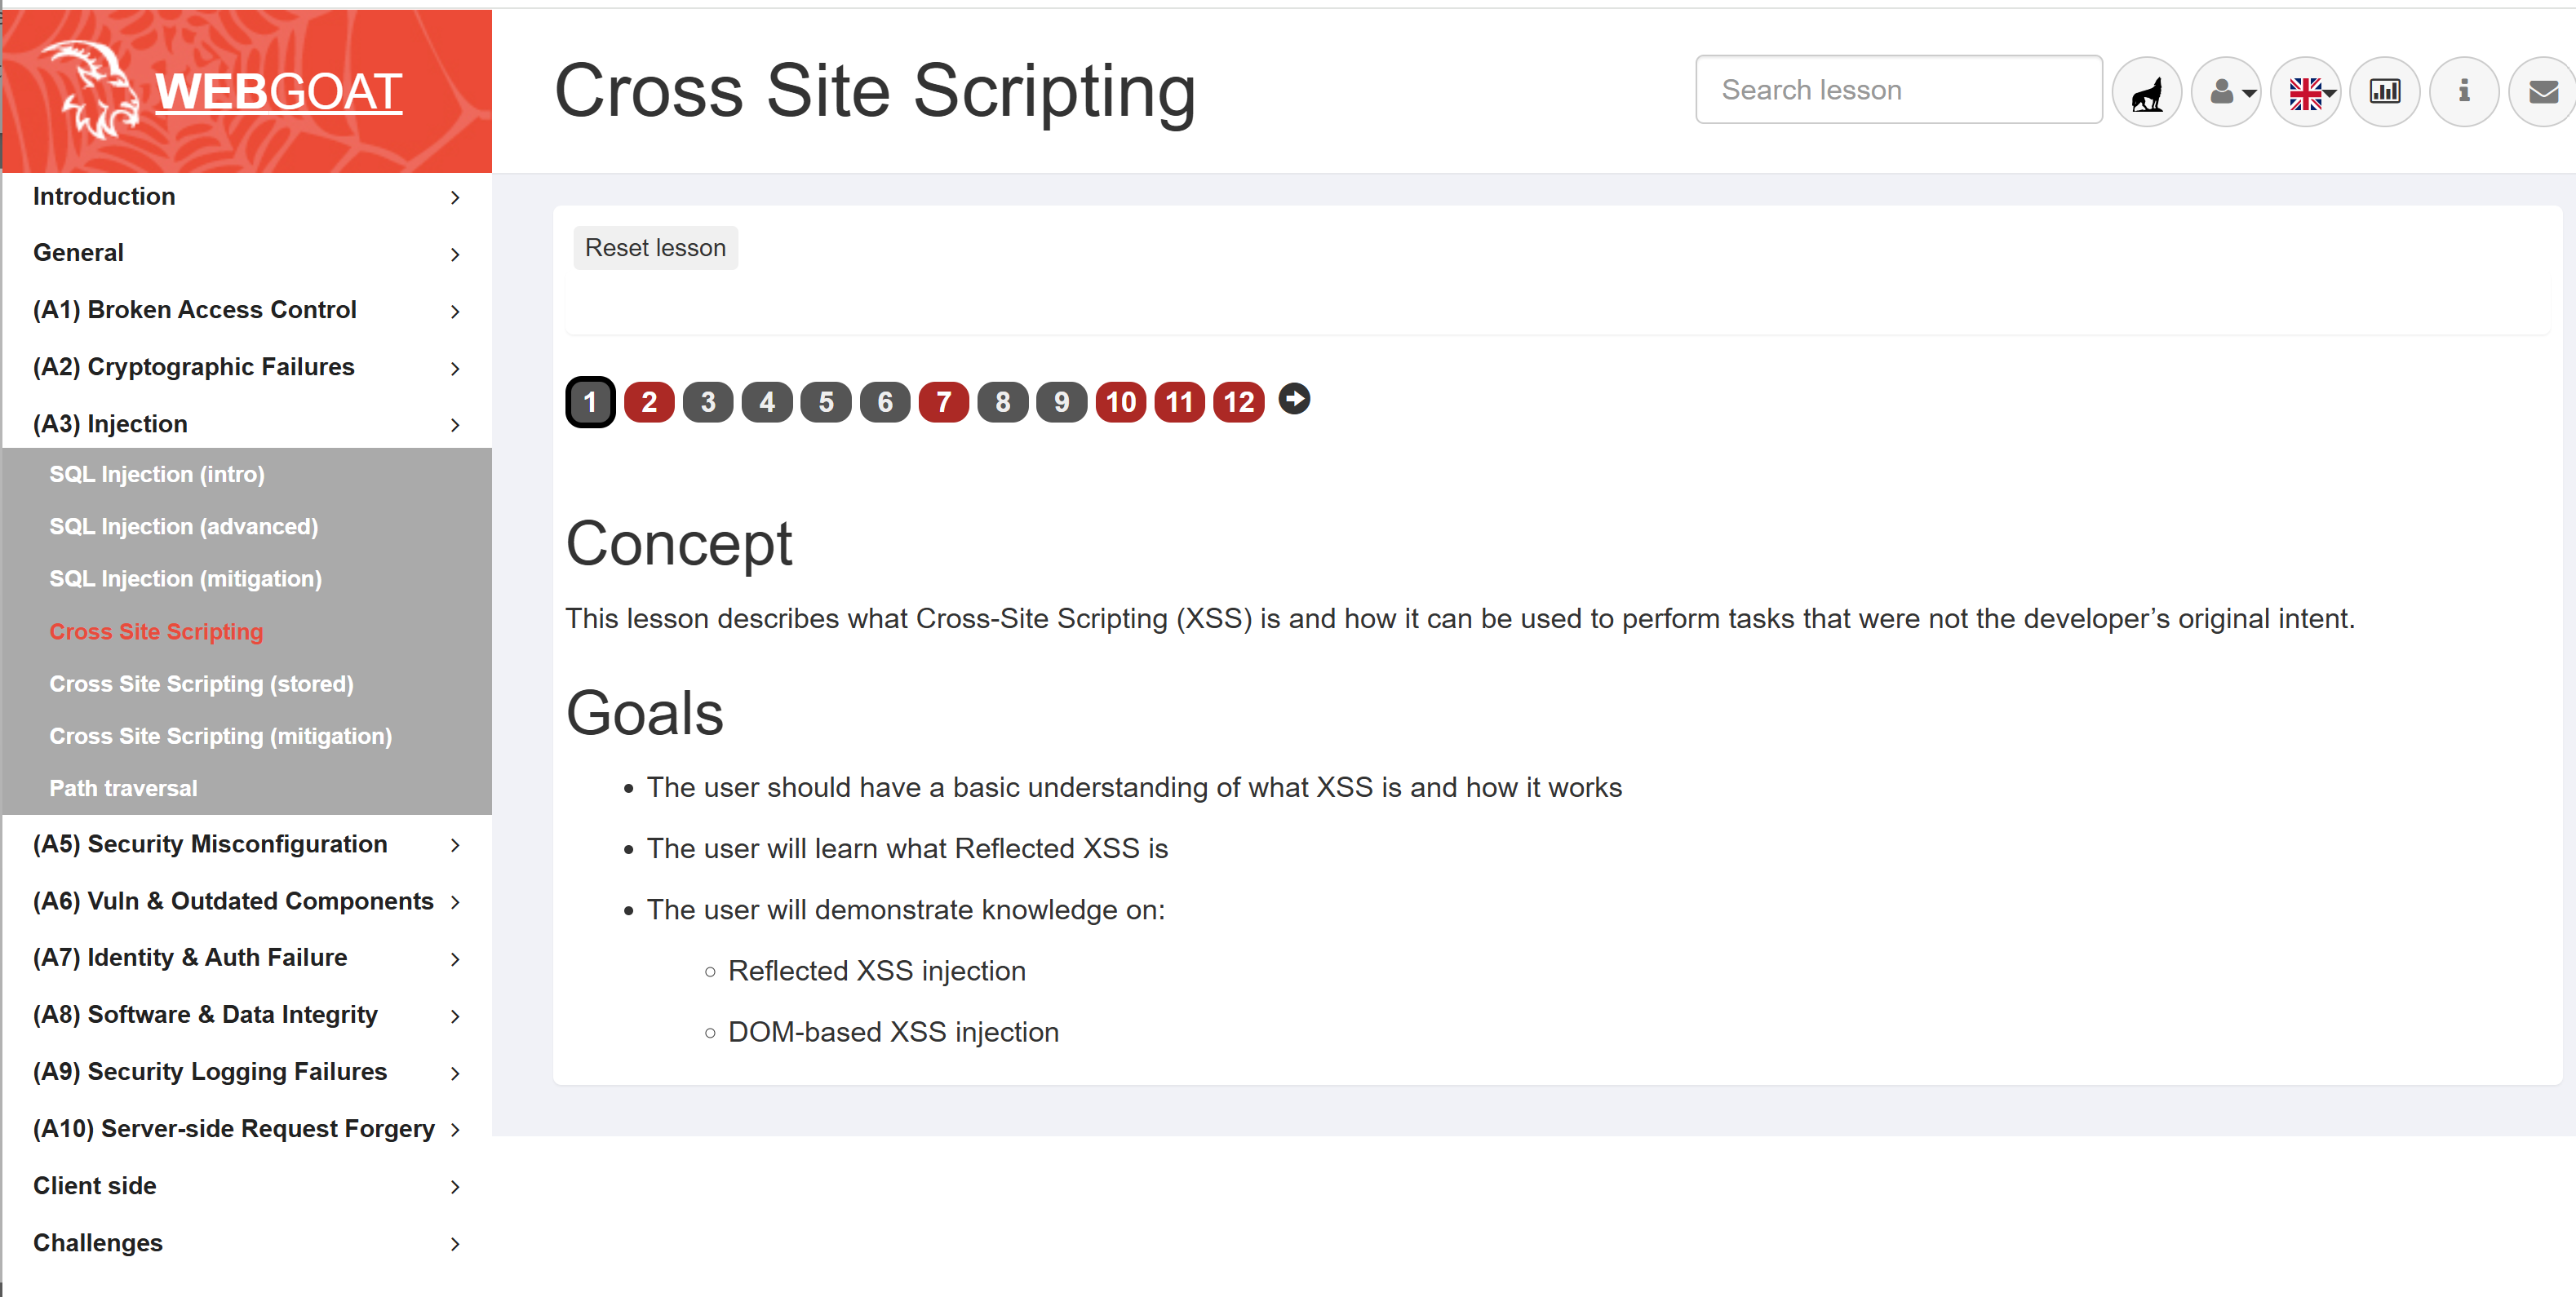 WEBGOAT
Cross Site Scripting
Search lesson
Introduction
General
(A1) Broken Access Control
(A2) Cryptographic Failures
(A3) Injection
SQL Injection (intro)
SQL Injection (advanced)
SQL Injection (mitigation)
Cross Site Scripting
Cross Site Scripting (stored)
Cross Site Scripting (mitigation)
Path traversal
(A5) Security Misconfiguration
(A6) Vuln & Outdated Components
(A7) Identity & Auth Failure
(A8) Software & Data Integrity
(A9) Security Logging Failures
(A10) Server-side Request Forgery
Client side
Challenges
Reset lesson
1 2 3 4 5 6 7 8 9 10 11 12
Concept
This lesson describes what Cross-Site Scripting (XSS) is and how it can be used to perform tasks that were not the developer’s original intent.
Goals
The user should have a basic understanding of what XSS is and how it works
The user will learn what Reflected XSS is
The user will demonstrate knowledge on:
Reflected XSS injection
DOM-based XSS injection